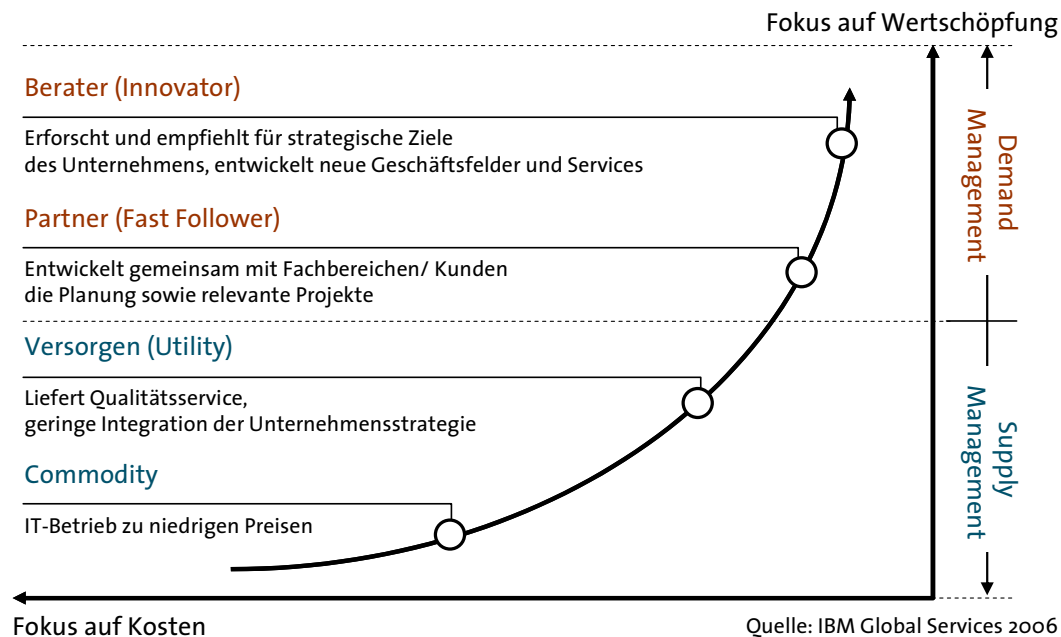 Fokus auf Wertschöpfung
Berater (Innovator)
Erforscht und empfiehlt für strategische Ziele
des Unternehmens, entwickelt neue Geschäftsfelder und Services
Partner (Fast Follower)
Entwickelt gemeinsam mit Fachbereichen/ Kunden
die Planung sowie relevante Projekte
Demand
Management
Versorgen (Utility)
Liefert Qualitätsservice,
geringe Integration der Unternehmensstrategie
Commodity
IT-Betrieb zu niedrigen Preisen
Supply
Management
Fokus auf Kosten
Quelle: IBM Global Services 2006